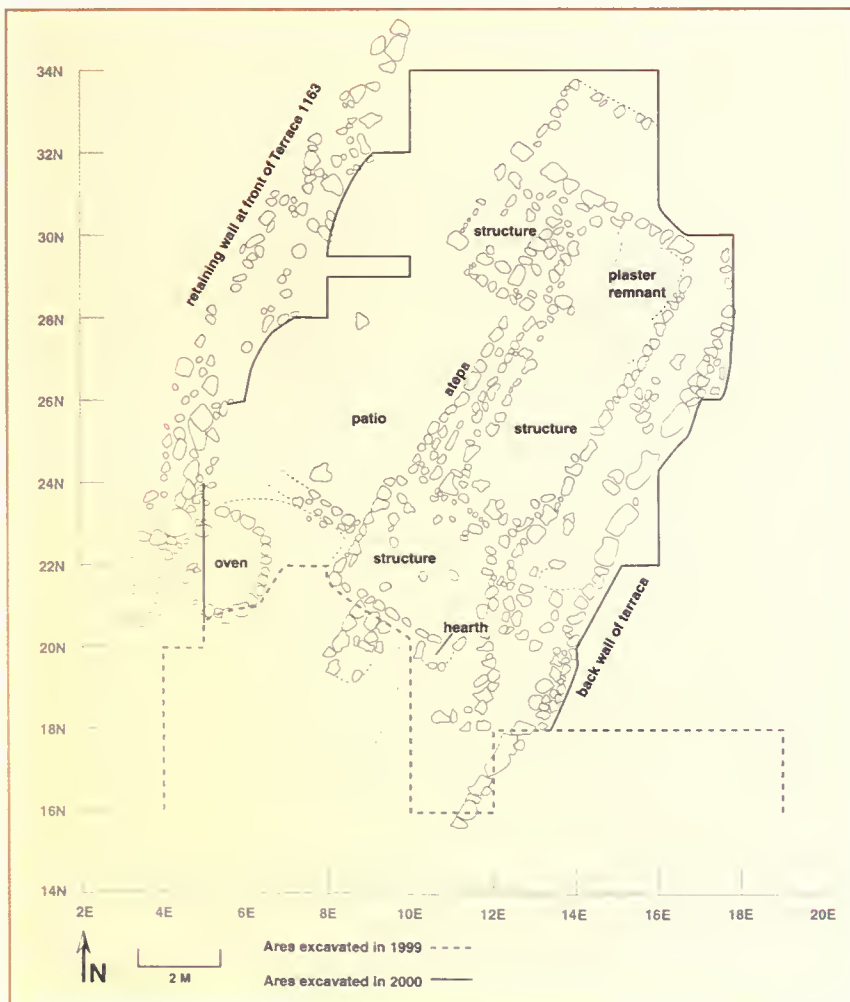 34N
retaining wall at front of Terrace 1163
32N
structure
30N
plaster
remnant
28N
atepa
26N
patio
structure
24N
oven
structure
22N
hearth
20N
back wall of tarraca
18N
16N
14N
2E 4E 6E 8E 10E 12E 14E 16E 18E 20E
N
2 M
Area excavated in 1999
Area excavated in 2000